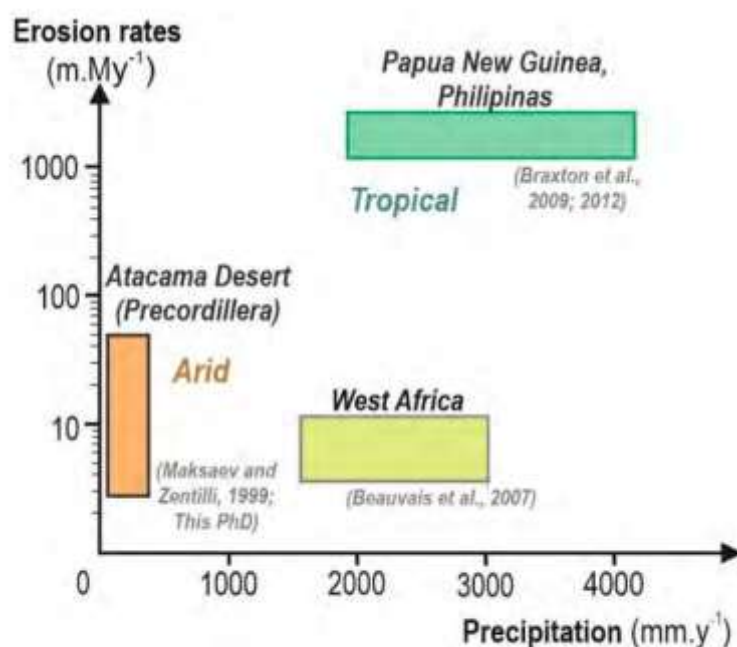 Erosion rates
(m.My⁻¹)
Papua New Guinea,
Philipinas
1000
(Braxton et al.,
2009; 2012)
Tropical
Atacama Desert
(Precordillera)
100
Arid
West Africa
10
(Maksaev and
Zentilli, 1999;
This PhD)
(Beauvais et al., 2007)
0 1000 2000 3000 4000
Precipitation (mm.y⁻¹)